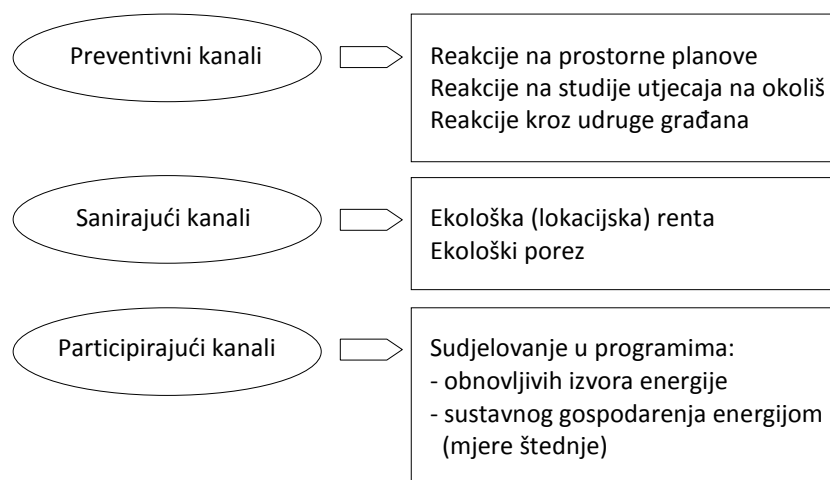 Preventivni kanali
Reakcije na prostorne planove
Reakcije na studije utjecaja na okoliš
Reakcije kroz udruge građana
Sanirajući kanali
Ekološka (lokacijska) renta
Ekološki porez
Participirajući kanali
Sudjelovanje u programima:
- obnovljivih izvora energije
- sustavnog gospodarenja energijom
(mjere štednje)